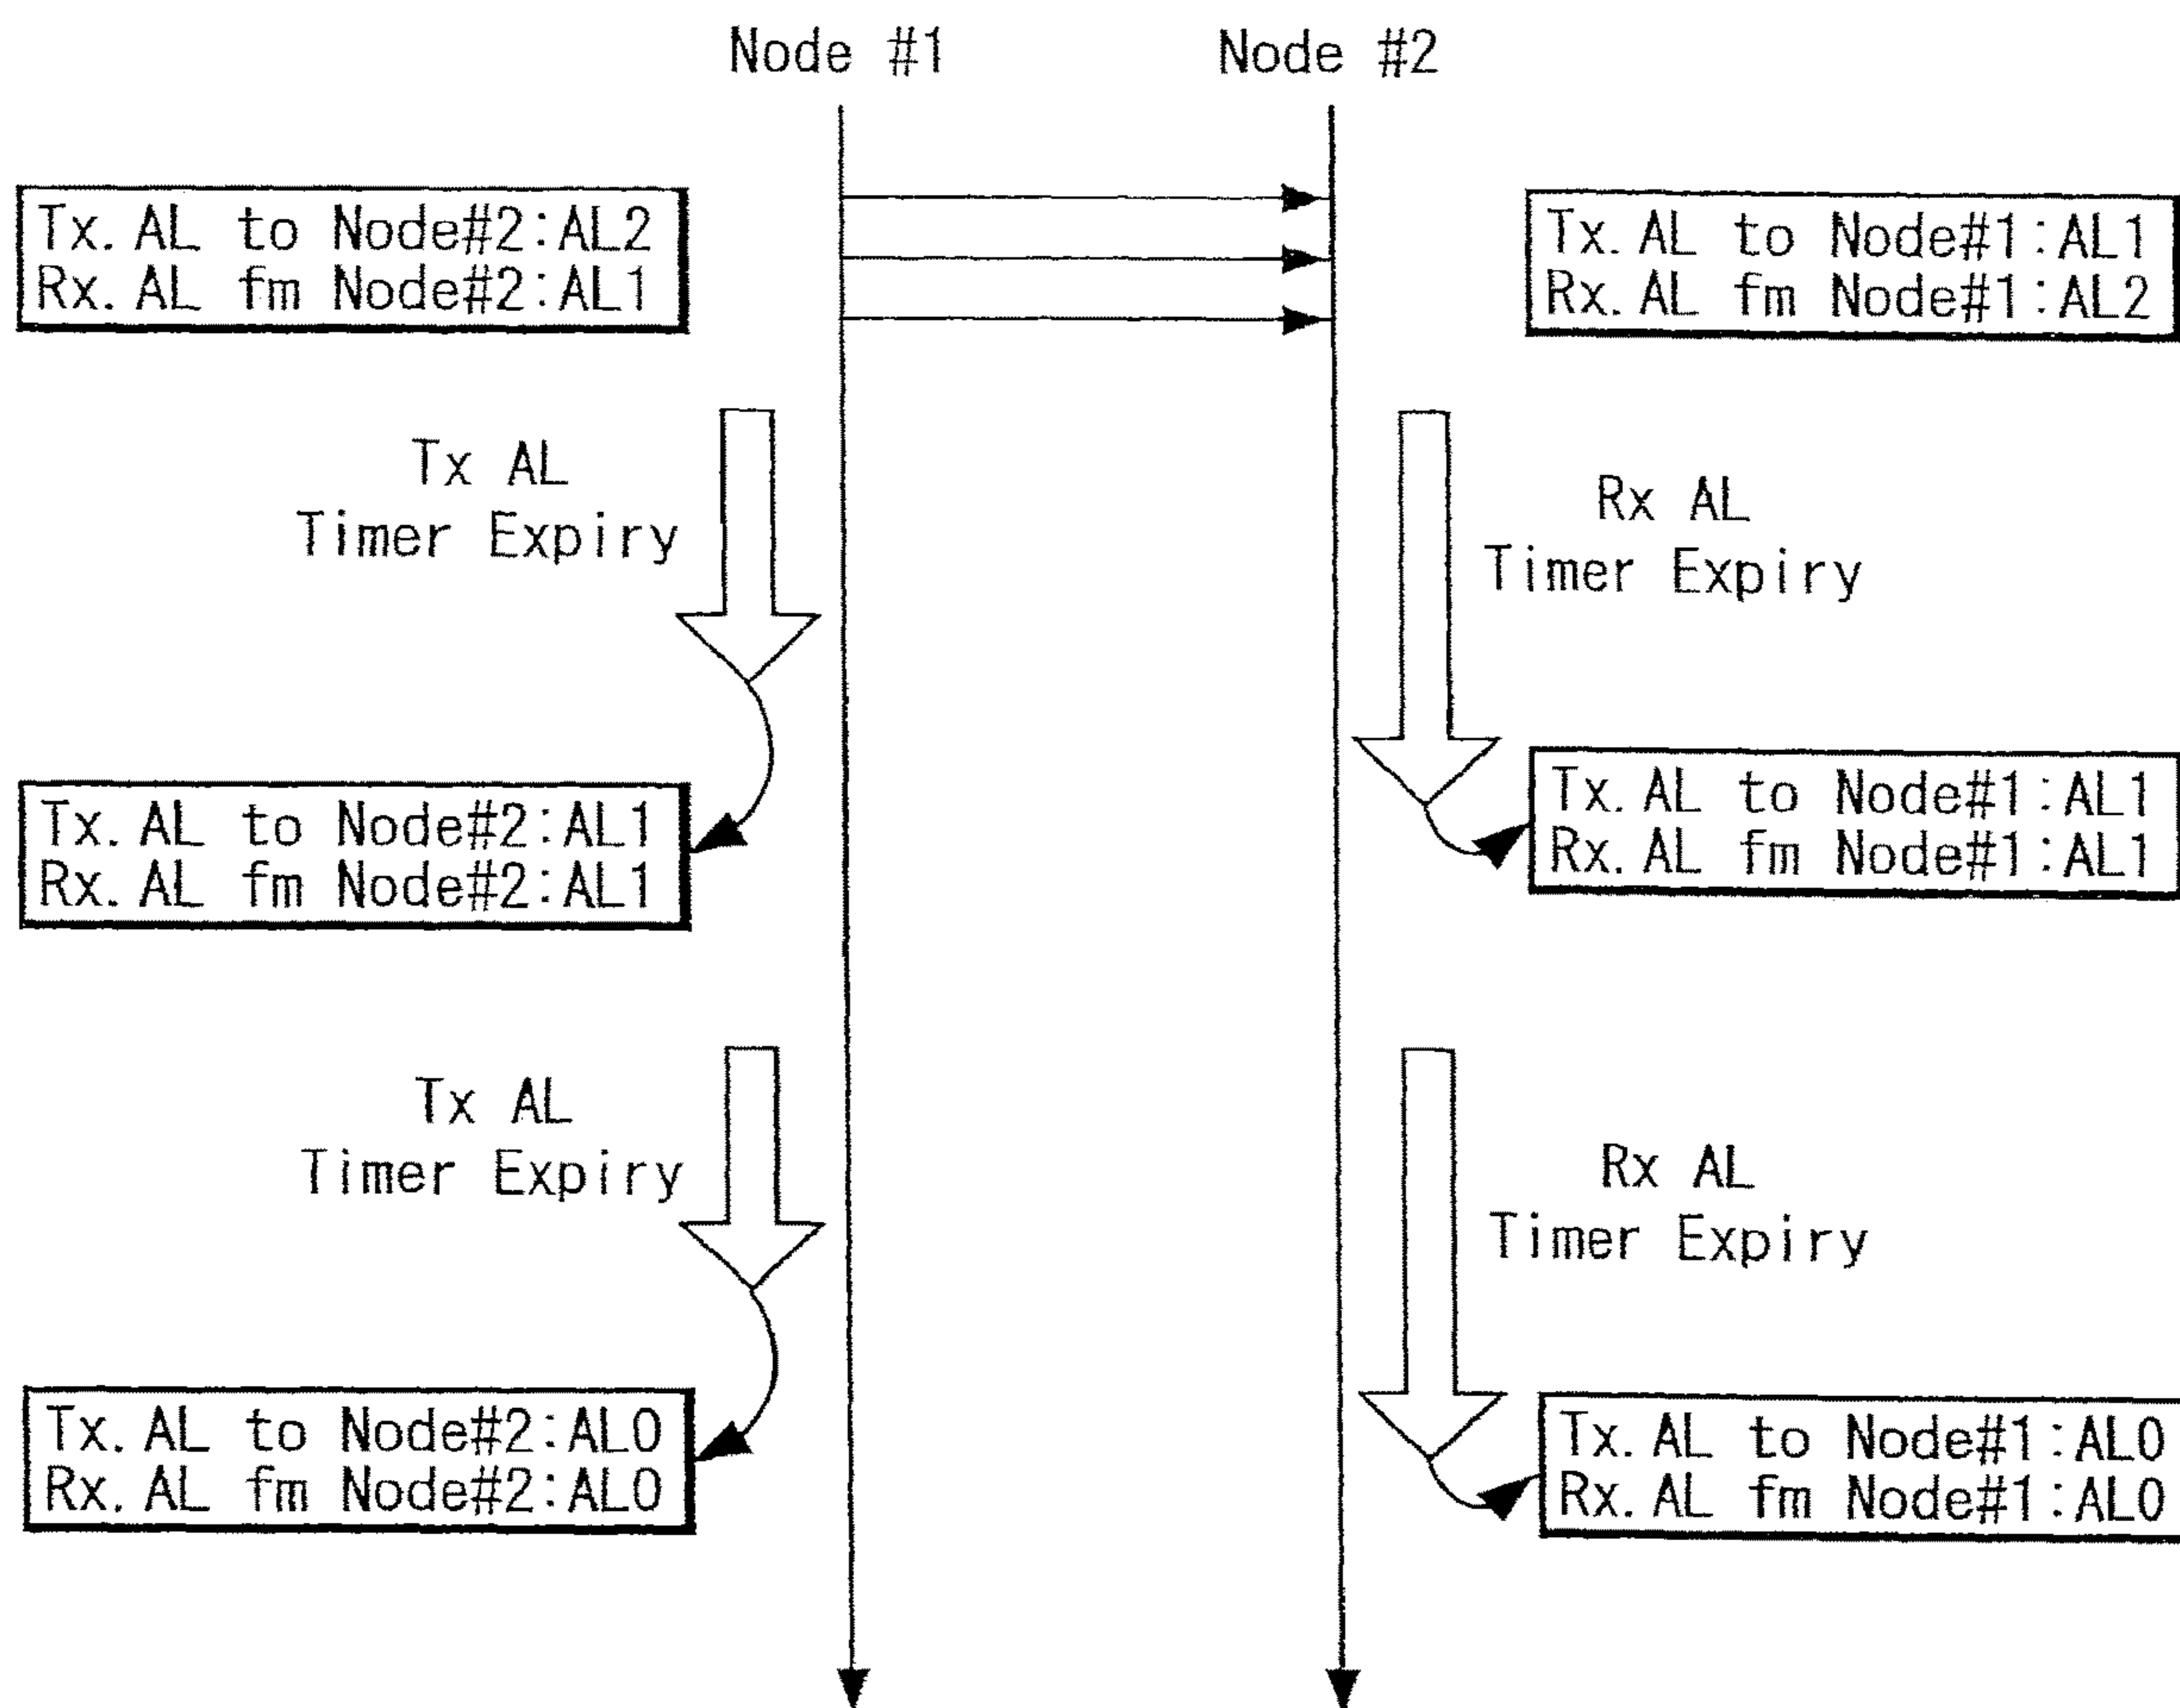 Node #1
Node #2
Tx.AL to Node#2:AL2
Rx.AL fm Node#2:AL1
Tx.AL to Node#1:AL1
Rx.AL fm Node#1:AL2
Tx AL
Timer Expiry
Rx AL
Timer Expiry
Tx.AL to Node#2:AL1
Rx.AL fm Node#2:AL1
Tx.AL to Node#1:AL1
Rx.AL fm Node#1:AL1
Tx AL
Timer Expiry
Rx AL
Timer Expiry
Tx.AL to Node#2:AL0
Rx.AL fm Node#2:AL0
Tx.AL to Node#1:AL0
Rx.AL fm Node#1:AL0